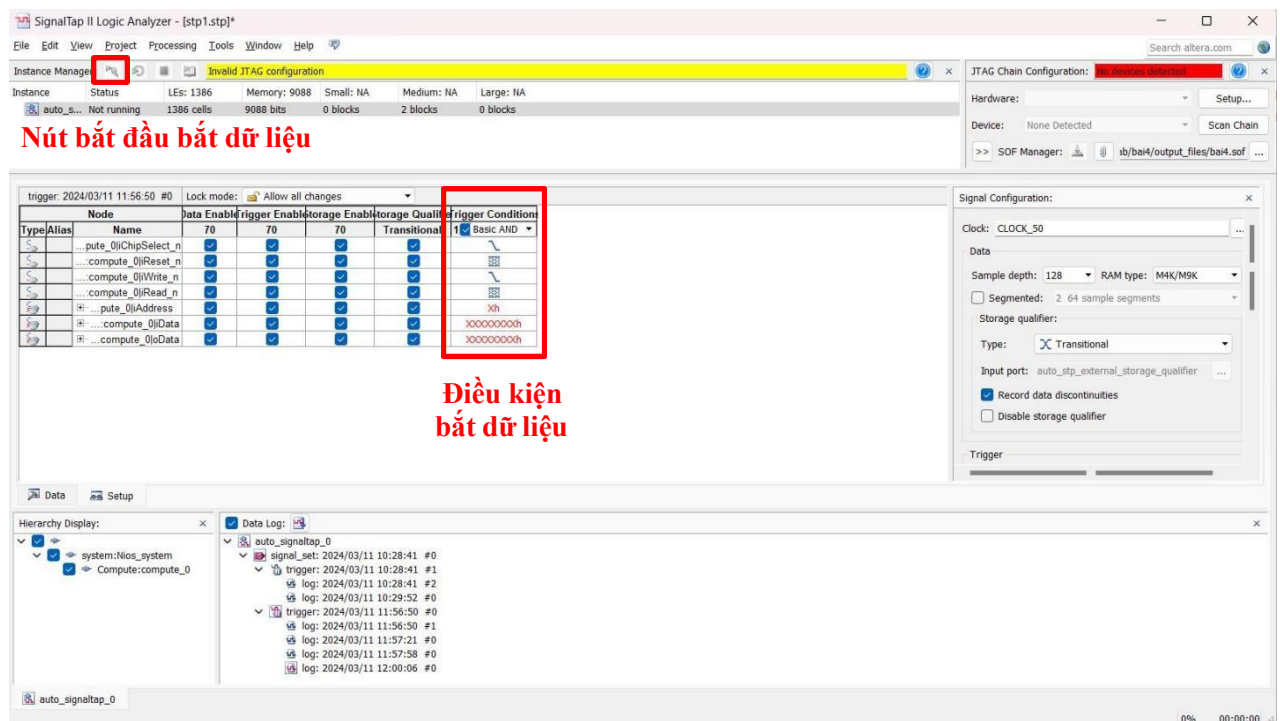 SignalTap II Logic Analyzer - [stp1.stp]*
File Edit View Project Processing Tools Window Help
Search altera.com
Instance Manager: Invalid JTAG configuration
JTAG Chain Configuration: No devices detected
Instance Status LEs: 1386 Memory: 9088 Small: NA Medium: NA Large: NA
auto_s... Not running 1386 cells 9088 bits 0 blocks 2 blocks 0 blocks
Hardware: Setup...
Device: None Detected Scan Chain
>> SOF Manager: ıb/bai4/output_files/bai4.sof ...
Nút bắt đầu bắt dữ liệu
trigger: 2024/03/11 11:56:50 #0 Lock mode: Allow all changes
Node Data Enable Trigger Enable Storage Enable Storage Qualifie Trigger Conditions
Type Alias Name 70 70 70 Transitional 1 Basic AND
...pute_0|iChipSelect_n
...:compute_0|iReset_n
...:compute_0|iWrite_n
...:compute_0|iRead_n
...pute_0|iAddress Xh
...:compute_0|iData XXXXXXXXh
...compute_0|oData XXXXXXXXh
Điều kiện
bắt dữ liệu
Signal Configuration:
Clock: CLOCK_50 ...
Data
Sample depth: 128 RAM type: M4K/M9K
Segmented: 2 64 sample segments
Storage qualifier:
Type: Transitional
Input port: auto_stp_external_storage_qualifier ...
Record data discontinuities
Disable storage qualifier
Trigger
Data Setup
Hierarchy Display:
system:Nios_system
Compute:compute_0
Data Log:
auto_signaltap_0
signal_set: 2024/03/11 10:28:41 #0
trigger: 2024/03/11 10:28:41 #1
log: 2024/03/11 10:28:41 #2
log: 2024/03/11 10:29:52 #0
trigger: 2024/03/11 11:56:50 #0
log: 2024/03/11 11:56:50 #1
log: 2024/03/11 11:57:21 #0
log: 2024/03/11 11:57:58 #0
log: 2024/03/11 12:00:06 #0
auto_signaltap_0
0% 00:00:00